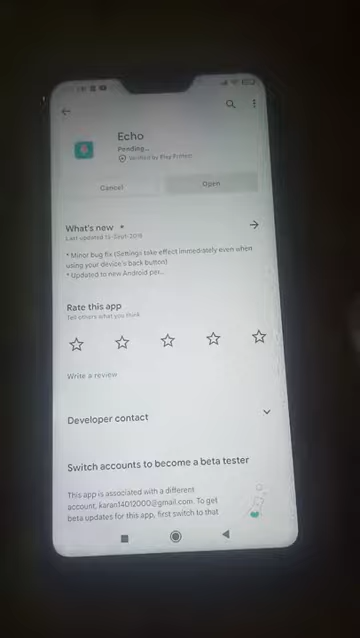 Echo
Pending...
Verified by Play Protect
Cancel
Open
What's new •
Last updated 15-Sept-2018
* Minor bug fix (Settings take effect immediately even when
using your device's back button)
* Updated to new Android per...
Rate this app
Tell others what you think
Write a review
Developer contact
Switch accounts to become a beta tester
This app is associated with a different
account, karan14012000@gmail.com. To get
beta updates for this app, first switch to that